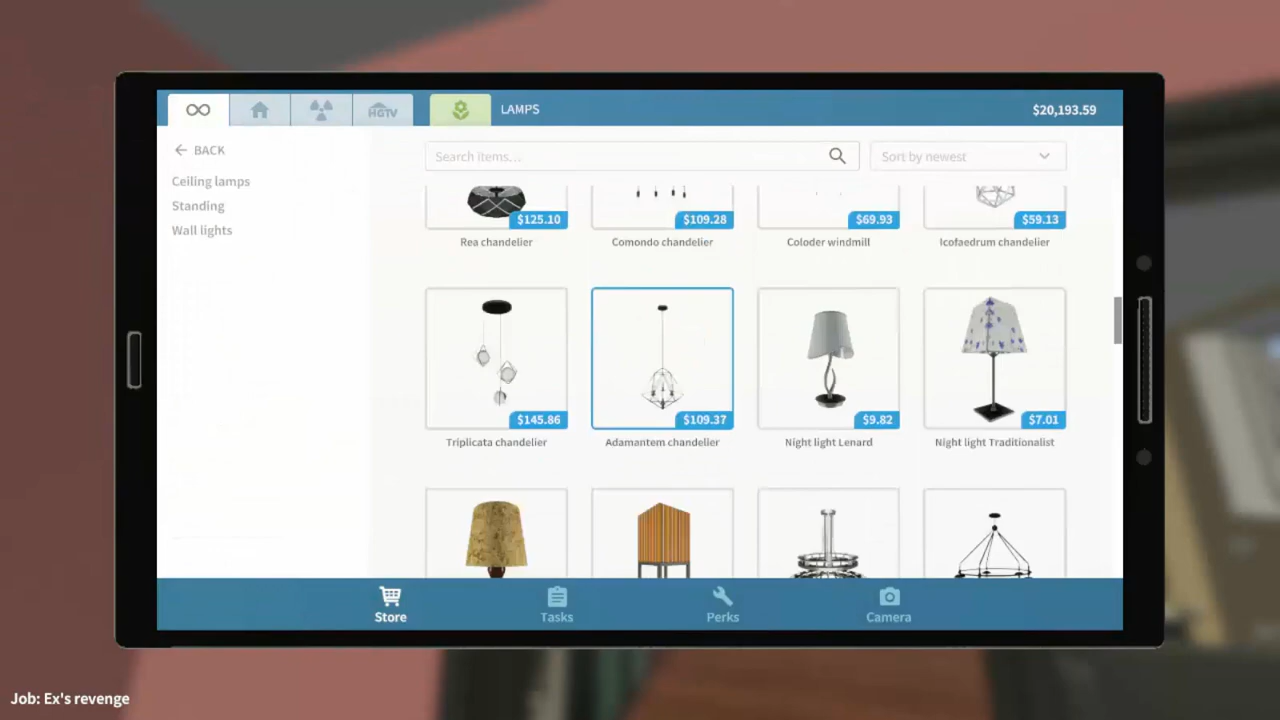 HGTV
LAMPS
$20,193.59
BACK
Search items...
Sort by newest
Ceiling lamps
Standing
Wall lights
$125.10
$109.28
$69.93
$59.13
Rea chandelier
Comondo chandelier
Coloder windmill
Icofaedrum chandelier
$145.86
$109.37
$9.82
$7.01
Triplicata chandelier
Adamantem chandelier
Night light Lenard
Night light Traditionalist
Store
Tasks
Perks
Camera
Job: Ex's revenge